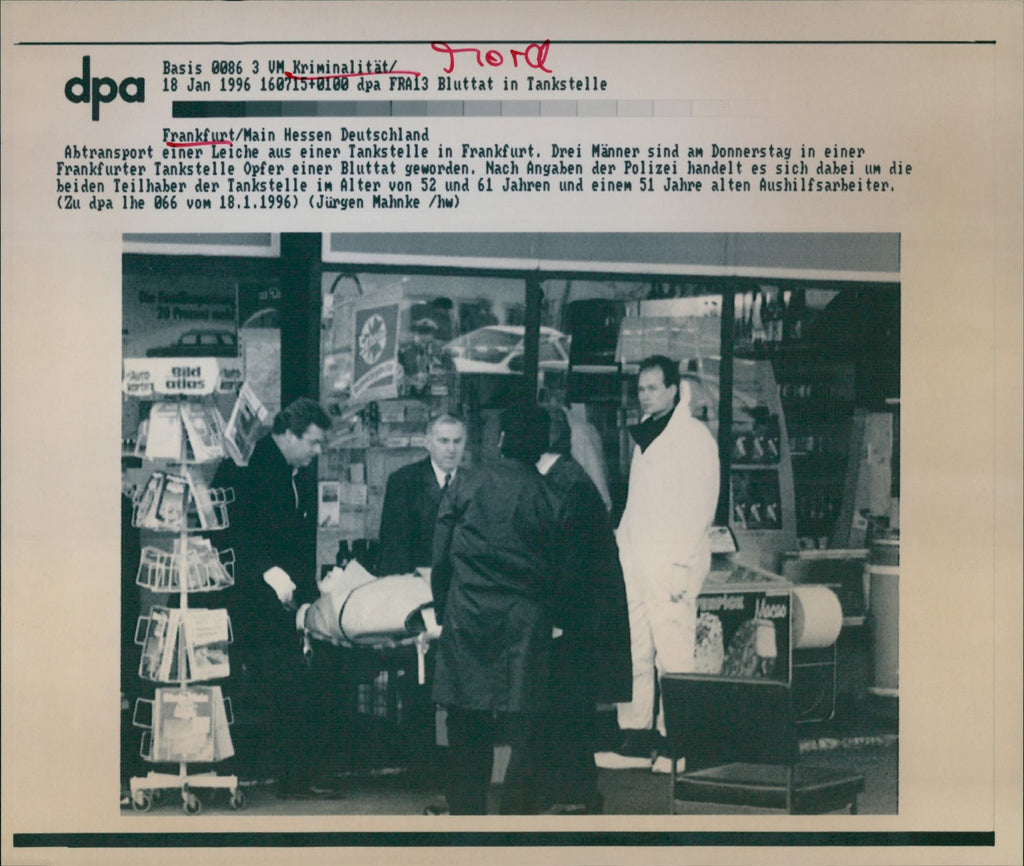 Mord
dpa
Basis 0086 3 VM Kriminalität/
18 Jan 1996 160715+0100 dpa FRA13 Bluttat in Tankstelle
Frankfurt/Main Hessen Deutschland
Abtransport einer Leiche aus einer Tankstelle in Frankfurt. Drei Männer sind am Donnerstag in einer
Frankfurter Tankstelle Opfer einer Bluttat geworden. Nach Angaben der Polizei handelt es sich dabei um die
beiden Teilhaber der Tankstelle im Alter von 52 und 61 Jahren und einem 51 Jahre alten Aushilfsarbeiter.
(Zu dpa lhe 066 vom 18.1.1996) (Jürgen Mahnke /hw)
20 Prozent
Bild
atlas
Macao